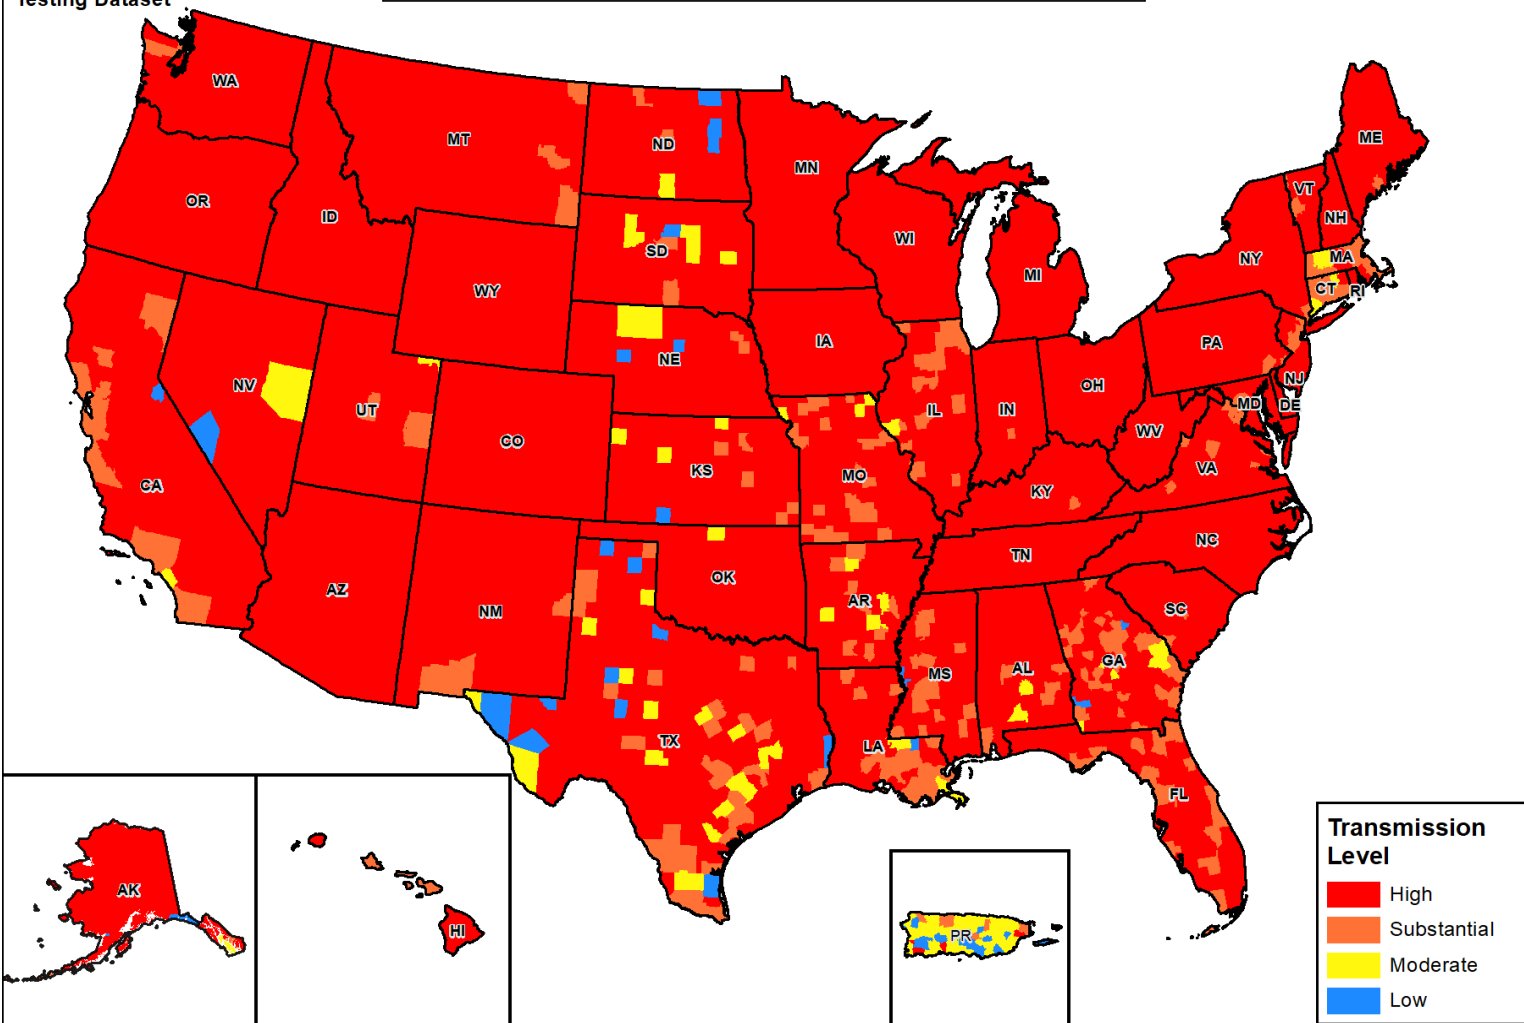 Testing Dataset
WA
MT
ND
MN
ME
OR
ID
SD
WI
VT
NH
NY
MA
MI
CT
RI
WY
IA
NE
PA
NV
UT
IL
IN
OH
NJ
MD
DE
CO
WV
CA
KS
MO
VA
KY
NC
TN
AZ
NM
OK
AR
SC
MS
AL
GA
TX
LA
FL
AK
HI
PR
Transmission
Level
High
Substantial
Moderate
Low